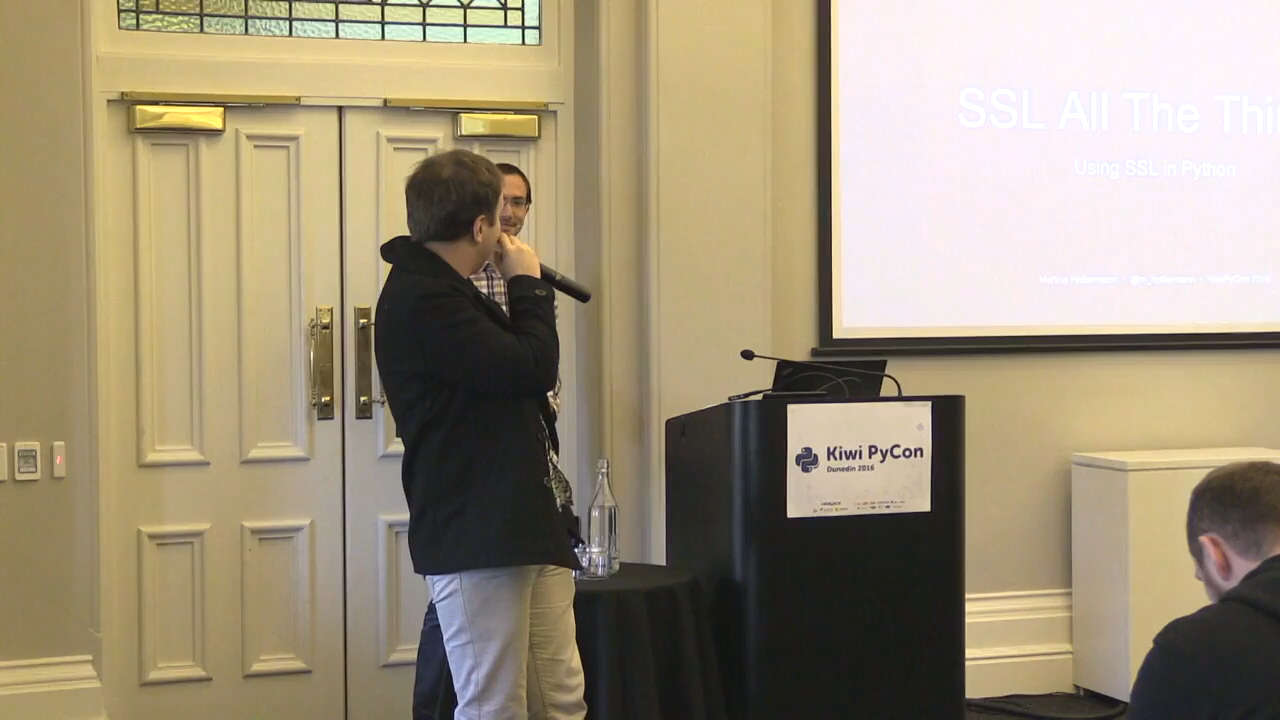 SSL All The Thi
Using SSL in Python
Kiwi PyCon
Dunedin 2016